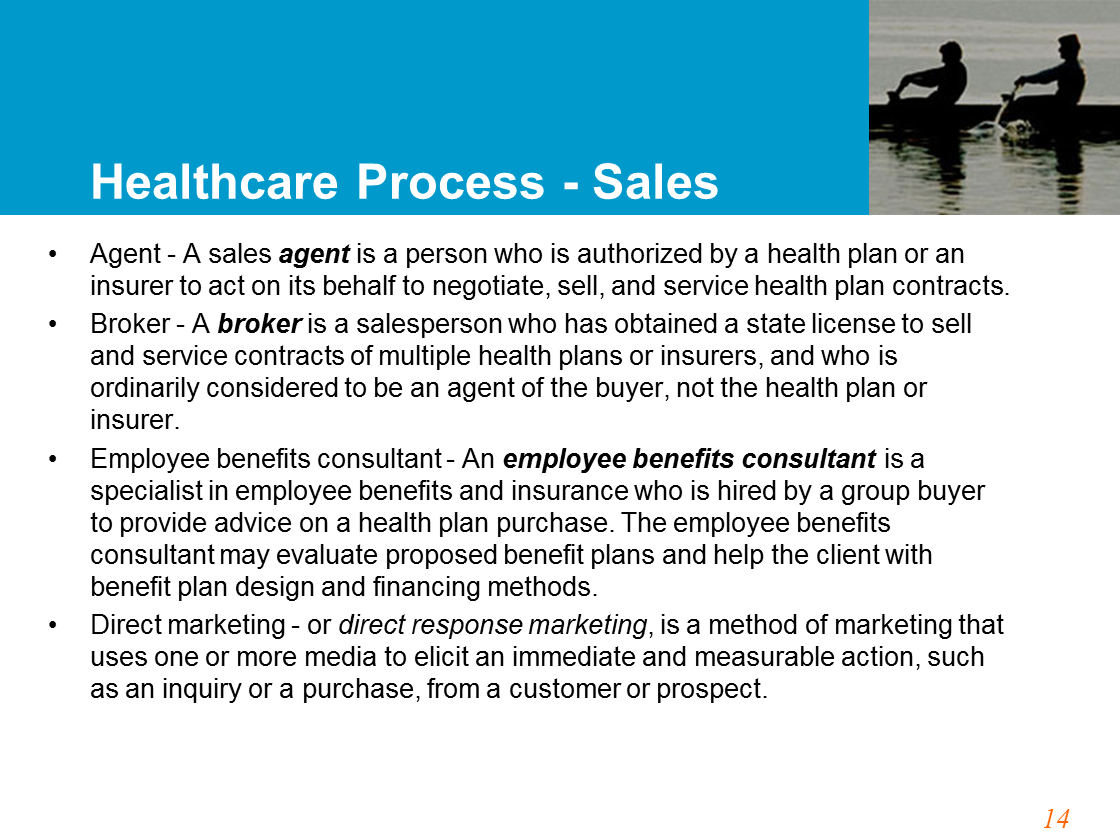 Healthcare Process - Sales
• Agent - A sales agent is a person who is authorized by a health plan or an
insurer to act on its behalf to negotiate, sell, and service health plan contracts.
• Broker - A broker is a salesperson who has obtained a state license to sell
and service contracts of multiple health plans or insurers, and who is
ordinarily considered to be an agent of the buyer, not the health plan or
insurer.
• Employee benefits consultant - An employee benefits consultant is a
specialist in employee benefits and insurance who is hired by a group buyer
to provide advice on a health plan purchase. The employee benefits
consultant may evaluate proposed benefit plans and help the client with
benefit plan design and financing methods.
• Direct marketing - or direct response marketing, is a method of marketing that
uses one or more media to elicit an immediate and measurable action, such
as an inquiry or a purchase, from a customer or prospect.
14